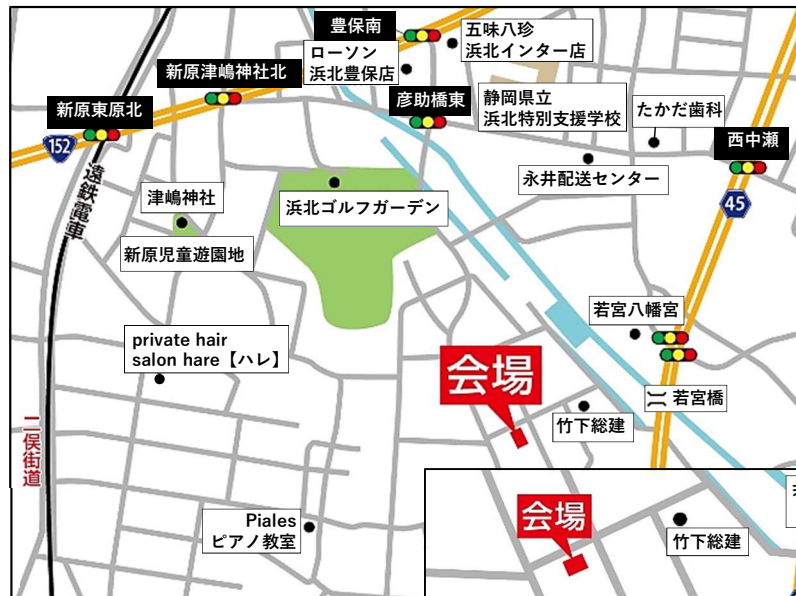 豊保南
五味八珍
浜北インター店
ローソン
浜北豊保店
新原津嶋神社北
彦助橋東
静岡県立
浜北特別支援学校
たかだ歯科
新原東原北
152
西中瀬
永井配送センター
遠鉄電車
津嶋神社
浜北ゴルフガーデン
45
新原児童遊園地
若宮八幡宮
private hair
salon hare【ハレ】
会場
若宮橋
竹下総建
二俣街道
Piales
ピアノ教室
会場
竹下総建